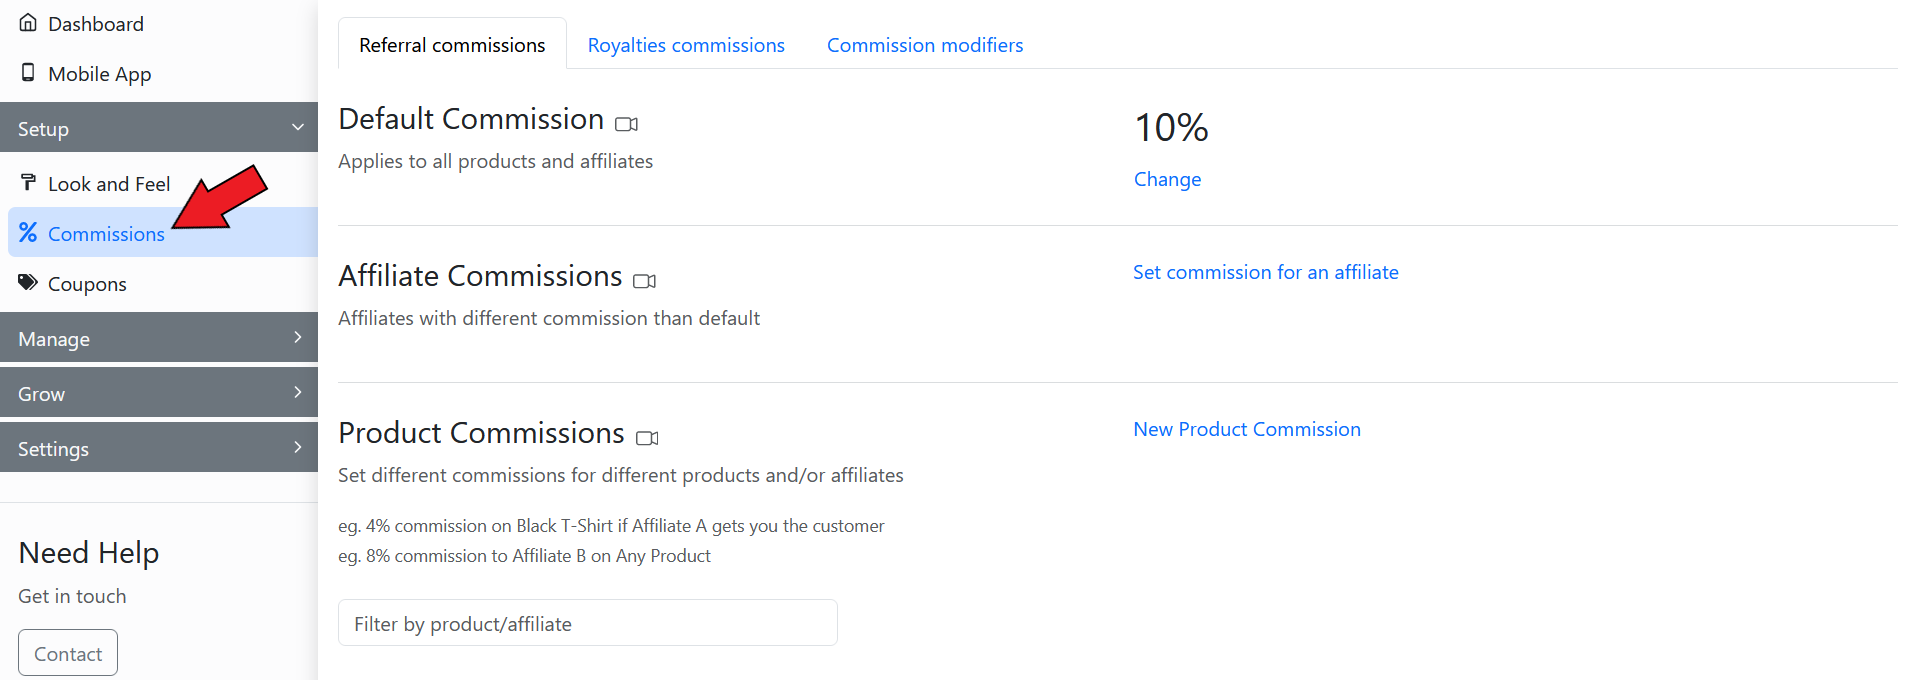 Dashboard
Mobile App
Setup
Look and Feel
Commissions
Coupons
Manage
Grow
Settings
Need Help
Get in touch
Contact
Referral commissions
Royalties commissions
Commission modifiers
Default Commission
Applies to all products and affiliates
10%
Change
Affiliate Commissions
Affiliates with different commission than default
Set commission for an affiliate
Product Commissions
Set different commissions for different products and/or affiliates
eg. 4% commission on Black T-Shirt if Affiliate A gets you the customer
eg. 8% commission to Affiliate B on Any Product
New Product Commission
Filter by product/affiliate